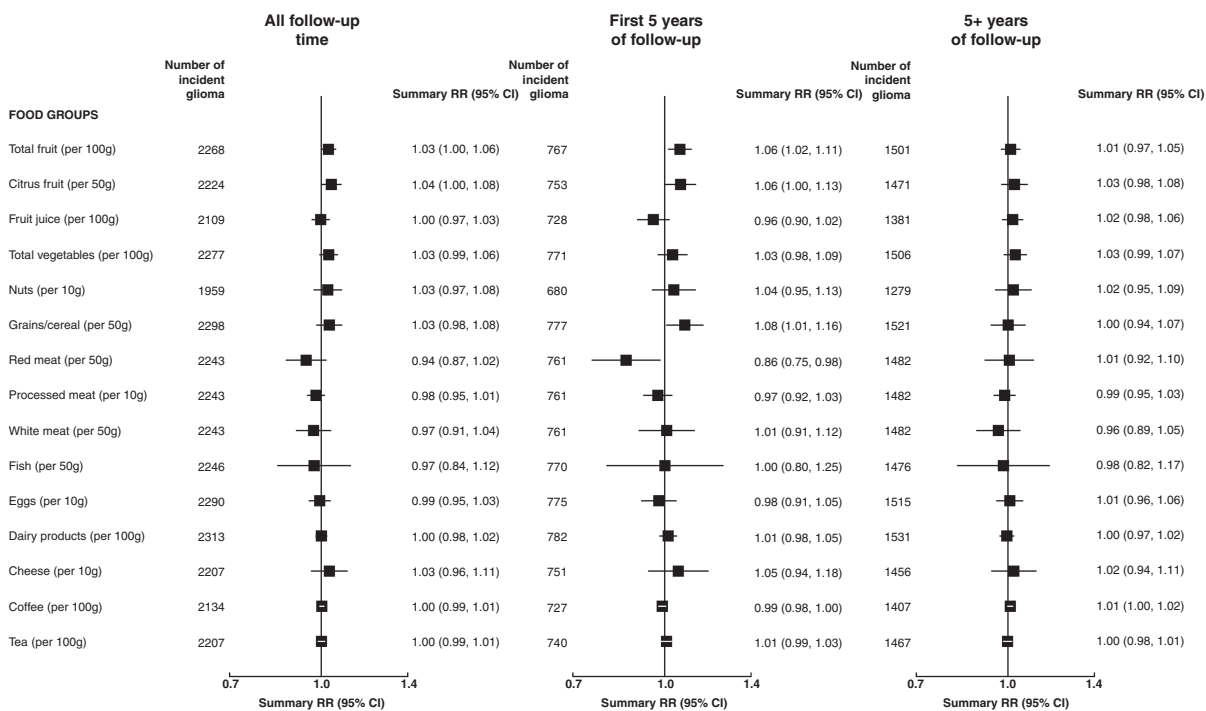 All follow-up
time
First 5 years
of follow-up
5+ years
of follow-up
Number of
incident
glioma
Summary RR (95% CI)
Number of
incident
glioma
Summary RR (95% CI)
Number of
incident
glioma
Summary RR (95% CI)
FOOD GROUPS
Total fruit (per 100g) 2268 1.03 (1.00, 1.06) 767 1.06 (1.02, 1.11) 1501 1.01 (0.97, 1.05)
Citrus fruit (per 50g) 2224 1.04 (1.00, 1.08) 753 1.06 (1.00, 1.13) 1471 1.03 (0.98, 1.08)
Fruit juice (per 100g) 2109 1.00 (0.97, 1.03) 728 0.96 (0.90, 1.02) 1381 1.02 (0.98, 1.06)
Total vegetables (per 100g) 2277 1.03 (0.99, 1.06) 771 1.03 (0.98, 1.09) 1506 1.03 (0.99, 1.07)
Nuts (per 10g) 1959 1.03 (0.97, 1.08) 680 1.04 (0.95, 1.13) 1279 1.02 (0.95, 1.09)
Grains/cereal (per 50g) 2298 1.03 (0.98, 1.08) 777 1.08 (1.01, 1.16) 1521 1.00 (0.94, 1.07)
Red meat (per 50g) 2243 0.94 (0.87, 1.02) 761 0.86 (0.75, 0.98) 1482 1.01 (0.92, 1.10)
Processed meat (per 10g) 2243 0.98 (0.95, 1.01) 761 0.97 (0.92, 1.03) 1482 0.99 (0.95, 1.03)
White meat (per 50g) 2243 0.97 (0.91, 1.04) 761 1.01 (0.91, 1.12) 1482 0.96 (0.89, 1.05)
Fish (per 50g) 2246 0.97 (0.84, 1.12) 770 1.00 (0.80, 1.25) 1476 0.98 (0.82, 1.17)
Eggs (per 10g) 2290 0.99 (0.95, 1.03) 775 0.98 (0.91, 1.05) 1515 1.01 (0.96, 1.06)
Dairy products (per 100g) 2313 1.00 (0.98, 1.02) 782 1.01 (0.98, 1.05) 1531 1.00 (0.97, 1.02)
Cheese (per 10g) 2207 1.03 (0.96, 1.11) 751 1.05 (0.94, 1.18) 1456 1.02 (0.94, 1.11)
Coffee (per 100g) 2134 1.00 (0.99, 1.01) 727 0.99 (0.98, 1.00) 1407 1.01 (1.00, 1.02)
Tea (per 100g) 2207 1.00 (0.99, 1.01) 740 1.01 (0.99, 1.03) 1467 1.00 (0.98, 1.01)
0.7 1.0 1.4 0.7 1.0 1.4 0.7 1.0 1.4
Summary RR (95% CI) Summary RR (95% CI) Summary RR (95% CI)